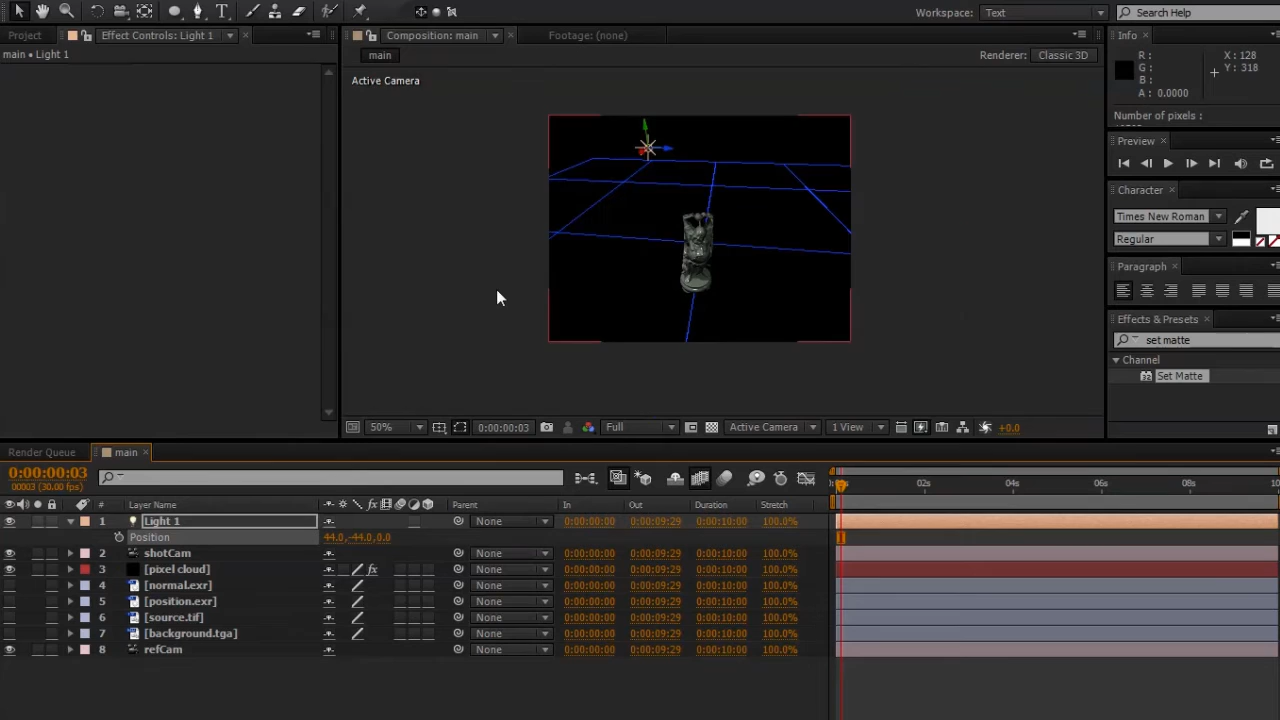 Workspace: Text Search Help
Project Effect Controls: Light 1 Composition: main Footage: (none) Info
main • Light 1 main Renderer: Classic 3D
R: X: 128
G: Y: 318
B:
A: 0.0000
Active Camera
Number of pixels :
Preview
Character
Times New Roman
Regular
Paragraph
Effects & Presets
set matte
Channel
32 Set Matte
50% 0:00:00:03 Full Active Camera 1 View +0.0
Render Queue main
0:00:00:03
00003 (30.00 fps)
02s 04s 06s 08s 10
# Layer Name Parent In Out Duration Stretch
1 Light 1 None 0:00:00:00 0:00:09:29 0:00:10:00 100.0%
Position 44.0,-44.0,0.0
2 shotCam None 0:00:00:00 0:00:09:29 0:00:10:00 100.0%
3 [pixel cloud] fx None 0:00:00:00 0:00:09:29 0:00:10:00 100.0%
4 [normal.exr] None 0:00:00:00 0:00:09:29 0:00:10:00 100.0%
5 [position.exr] None 0:00:00:00 0:00:09:29 0:00:10:00 100.0%
6 [source.tif] None 0:00:00:00 0:00:09:29 0:00:10:00 100.0%
7 [background.tga] None 0:00:00:00 0:00:09:29 0:00:10:00 100.0%
8 refCam None 0:00:00:00 0:00:09:29 0:00:10:00 100.0%